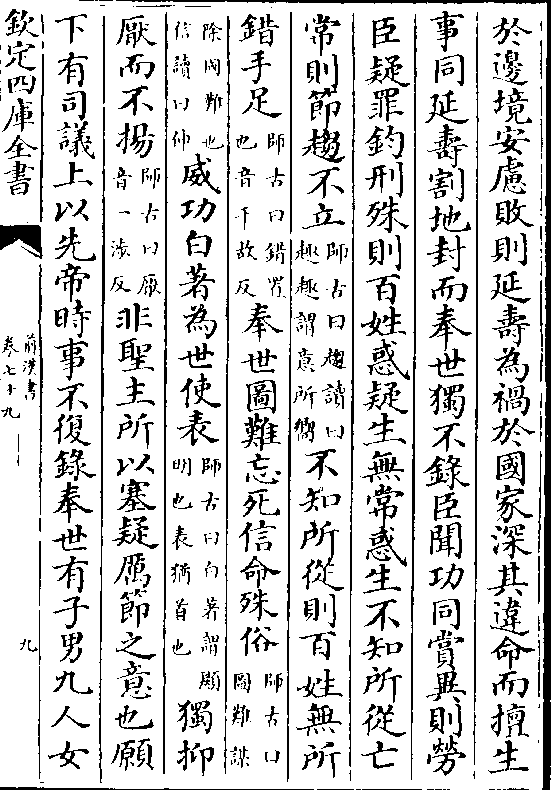 於邊境安慮敗則延壽為禍於國家深其違命而擅生
事同延壽割地封而奉世獨不錄臣聞功同賞異則勞
臣疑罪鈞刑殊則百姓惑疑生無常惑生不知所從亡
常則節趨不立師古曰趨讀曰趣趣謂意所嚮不知所從則百姓無所
錯手足師古曰錯置也音千故反奉世圖難忘死信命殊俗師古曰圖難謀
除國難也信讀曰伸威功白著為世使表師古曰白著謂顯明也表猶首也獨抑
厭而不揚師古曰厭音一涉反非聖主所以塞疑厲節之意也願
下有司議上以先帝時事不復錄奉世有子男九人女
欽定四庫全書
前漢書
卷七十九
九